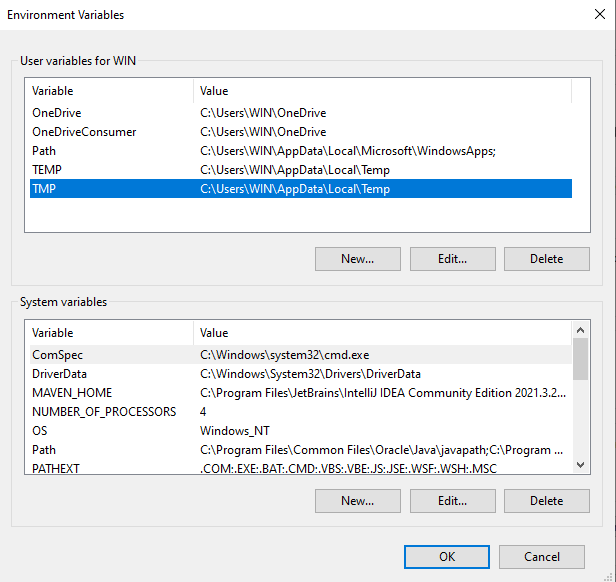 Environment Variables
User variables for WIN
Variable Value
OneDrive C:\Users\WIN\OneDrive
OneDriveConsumer C:\Users\WIN\OneDrive
Path C:\Users\WIN\AppData\Local\Microsoft\WindowsApps;
TEMP C:\Users\WIN\AppData\Local\Temp
TMP C:\Users\WIN\AppData\Local\Temp
New... Edit... Delete
System variables
Variable Value
ComSpec C:\Windows\system32\cmd.exe
DriverData C:\Windows\System32\Drivers\DriverData
MAVEN_HOME C:\Program Files\JetBrains\IntelliJ IDEA Community Edition 2021.3.2...
NUMBER_OF_PROCESSORS 4
OS Windows_NT
Path C:\Program Files\Common Files\Oracle\Java\javapath;C:\Program ...
PATHEXT .COM;.EXE;.BAT;.CMD;.VBS;.VBE;.JS;.JSE;.WSF;.WSH;.MSC
New... Edit... Delete
OK Cancel